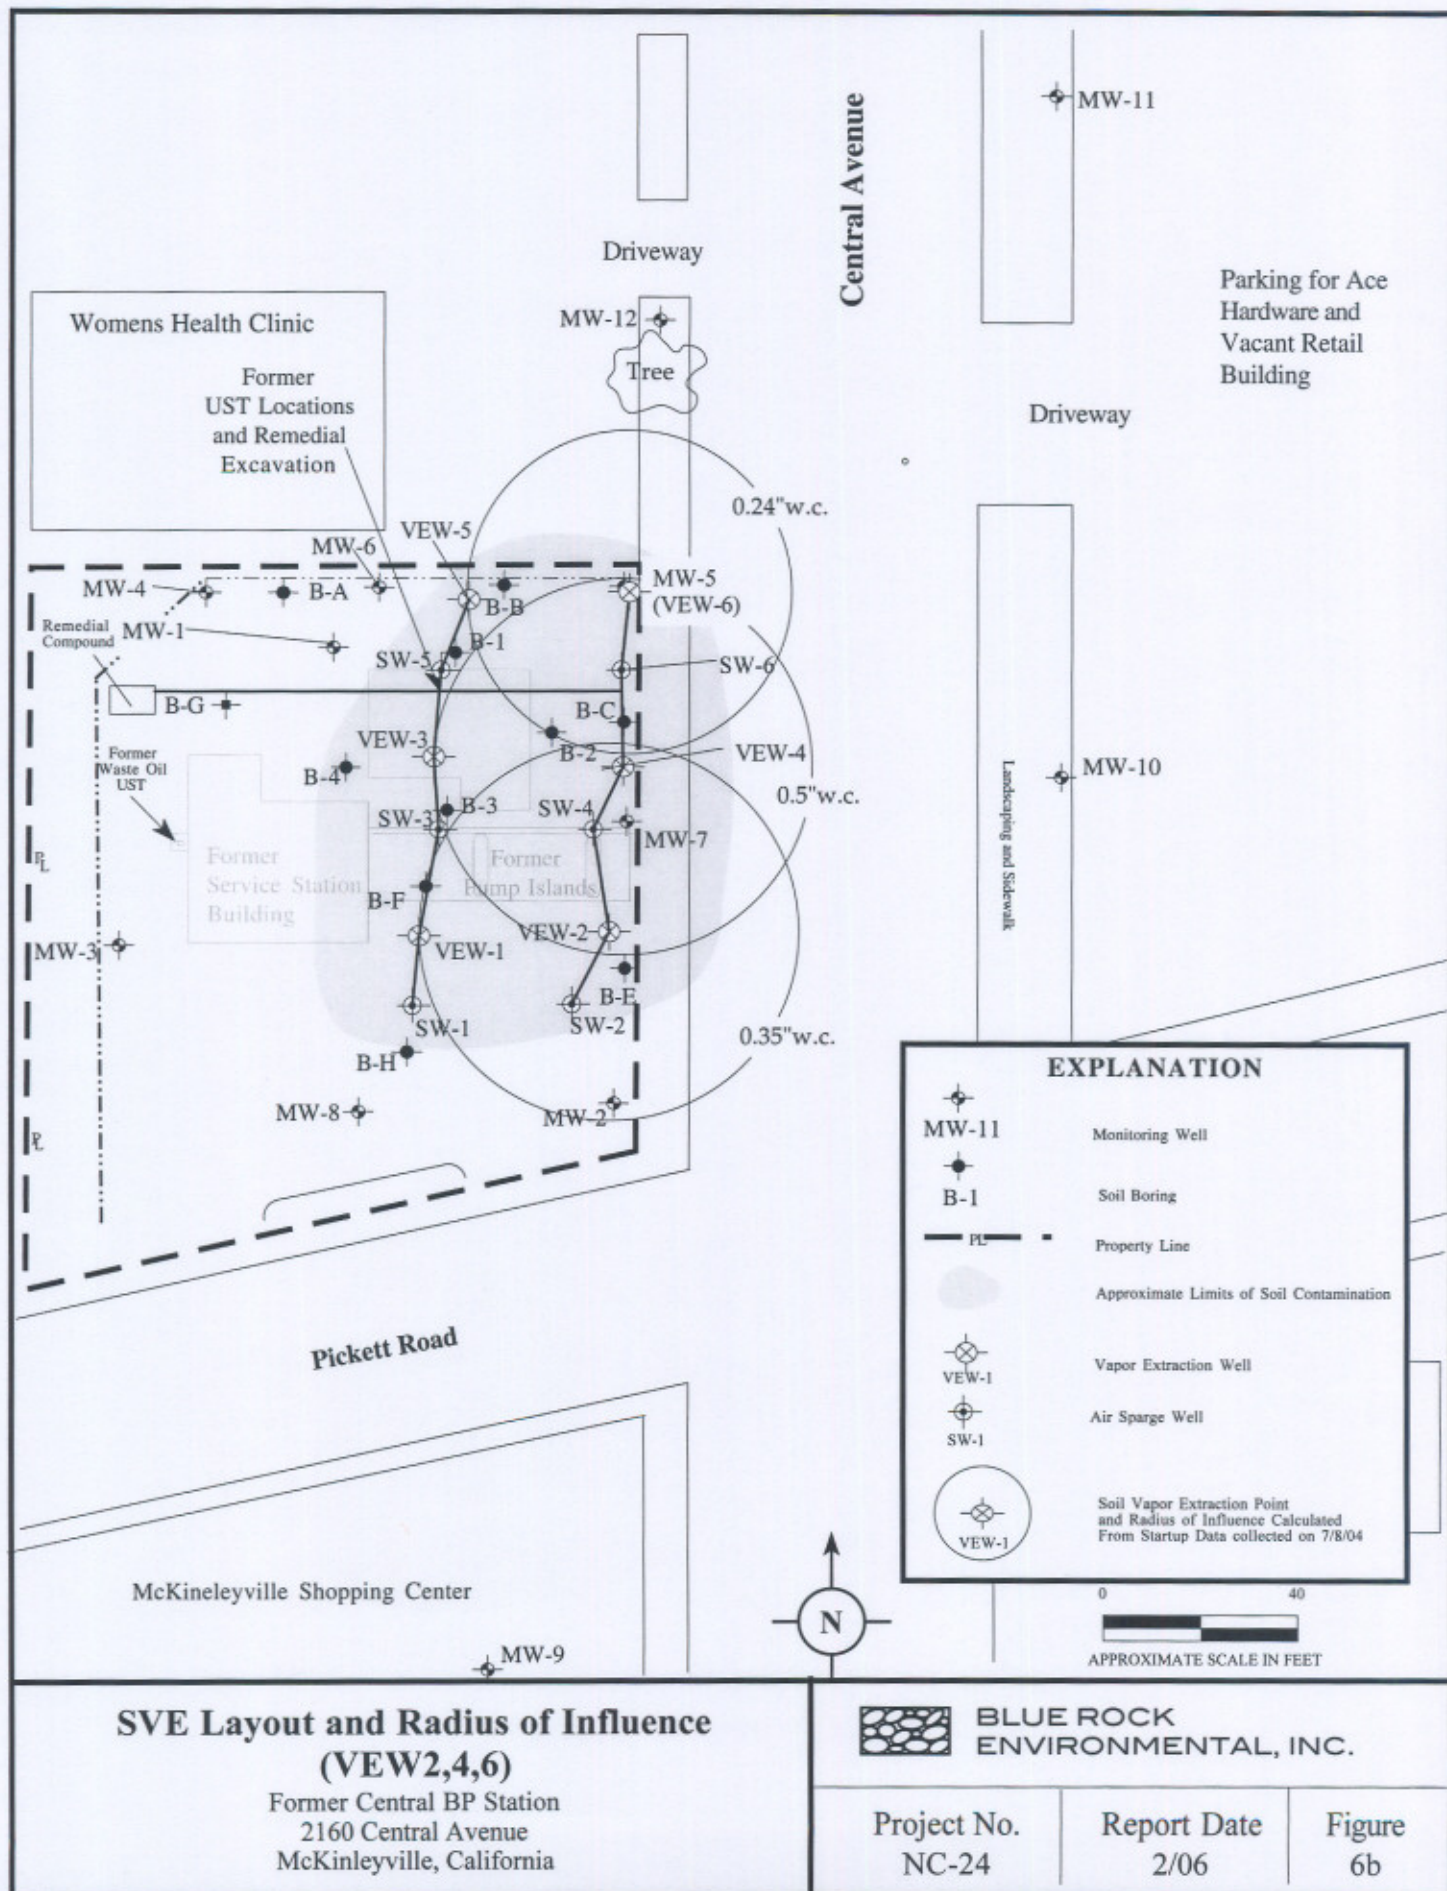 MW-11
Central Avenue
Driveway
Parking for Ace
Hardware and
Vacant Retail
Building
MW-12
Tree
Womens Health Clinic
Former
UST Locations
and Remedial
Excavation
Driveway
0.24"w.c.
VEW-5
MW-6
MW-4
B-A
B-B
MW-5
(VEW-6)
Remedial
Compound
MW-1
B-1
SW-5
SW-6
B-G
B-C
VEW-3
B-2
VEW-4
Former
Waste Oil
UST
B-4
MW-10
0.5"w.c.
B-3
SW-3
SW-4
MW-7
PL
Former
Service Station
Building
Former
Pump Islands
Landscaping and Sidewalk
B-F
MW-3
VEW-1
VEW-2
B-E
SW-1
SW-2
0.35"w.c.
B-H
MW-8
MW-2
PL
EXPLANATION
MW-11
Monitoring Well
B-1
Soil Boring
PL
Property Line
Approximate Limits of Soil Contamination
VEW-1
Vapor Extraction Well
SW-1
Air Sparge Well
VEW-1
Soil Vapor Extraction Point
and Radius of Influence Calculated
From Startup Data collected on 7/8/04
Pickett Road
McKineleyville Shopping Center
MW-9
N
0 40
APPROXIMATE SCALE IN FEET
SVE Layout and Radius of Influence
(VEW2,4,6)
Former Central BP Station
2160 Central Avenue
McKinleyville, California
BLUE ROCK
ENVIRONMENTAL, INC.
Project No.
NC-24
Report Date
2/06
Figure
6b